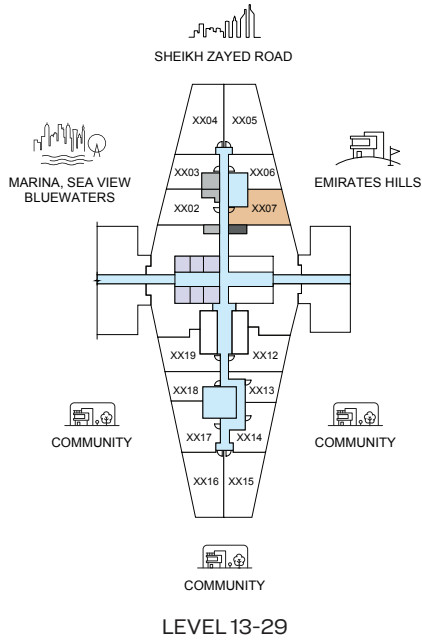 SHEIKH ZAYED ROAD
XX04 XX05
MARINA, SEA VIEW
BLUEWATERS
EMIRATES HILLS
XX03 XX06
XX02 XX07
XX19 XX12
XX18 XX13
XX17 XX14
COMMUNITY
COMMUNITY
XX16 XX15
COMMUNITY
LEVEL 13-29